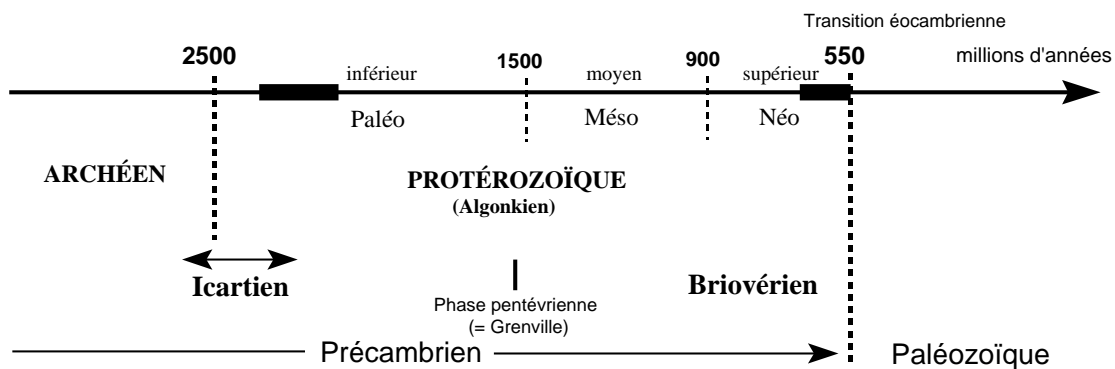 Transition éocambrienne
2500 1500 900 550 millions d'années
inférieur moyen supérieur
Paléo Méso Néo
ARCHÉEN PROTÉROZOÏQUE
(Algonkien)
Icartien Briovérien
Phase pentévrienne
(= Grenville)
Précambrien Paléozoïque